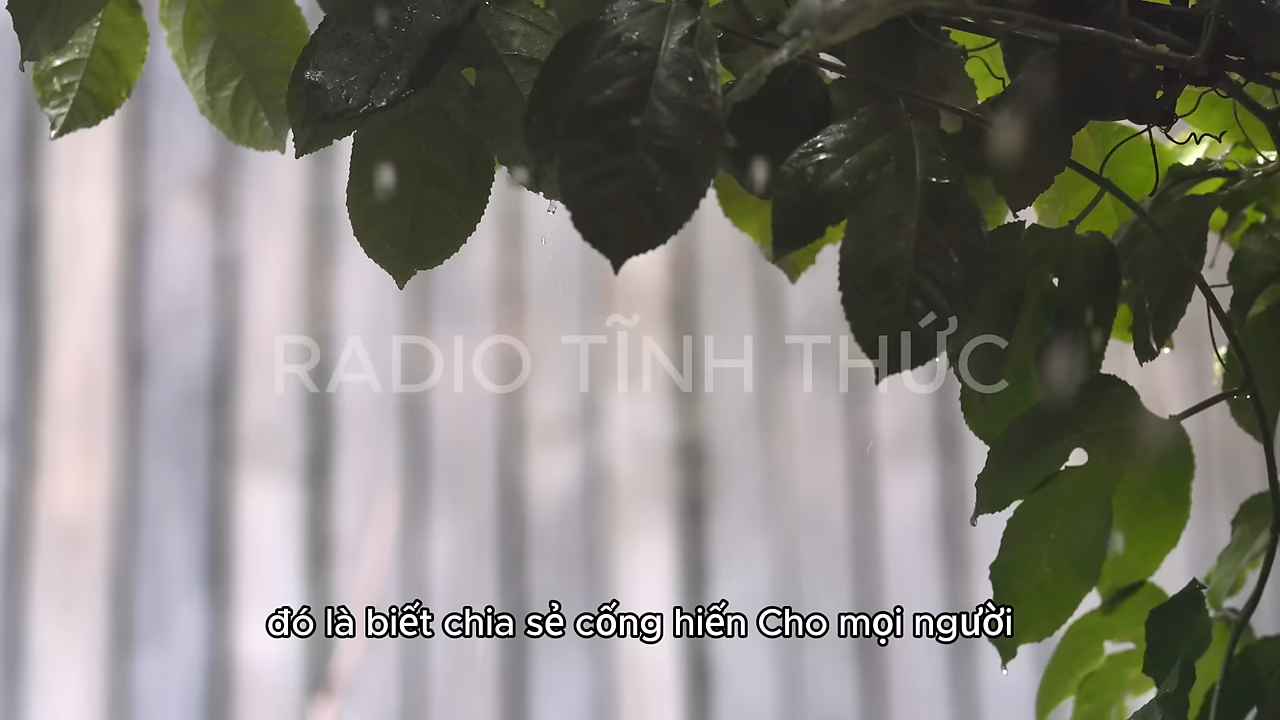 RADIO TĨNH THỨC
đó là biết chia sẻ cống hiến Cho mọi người